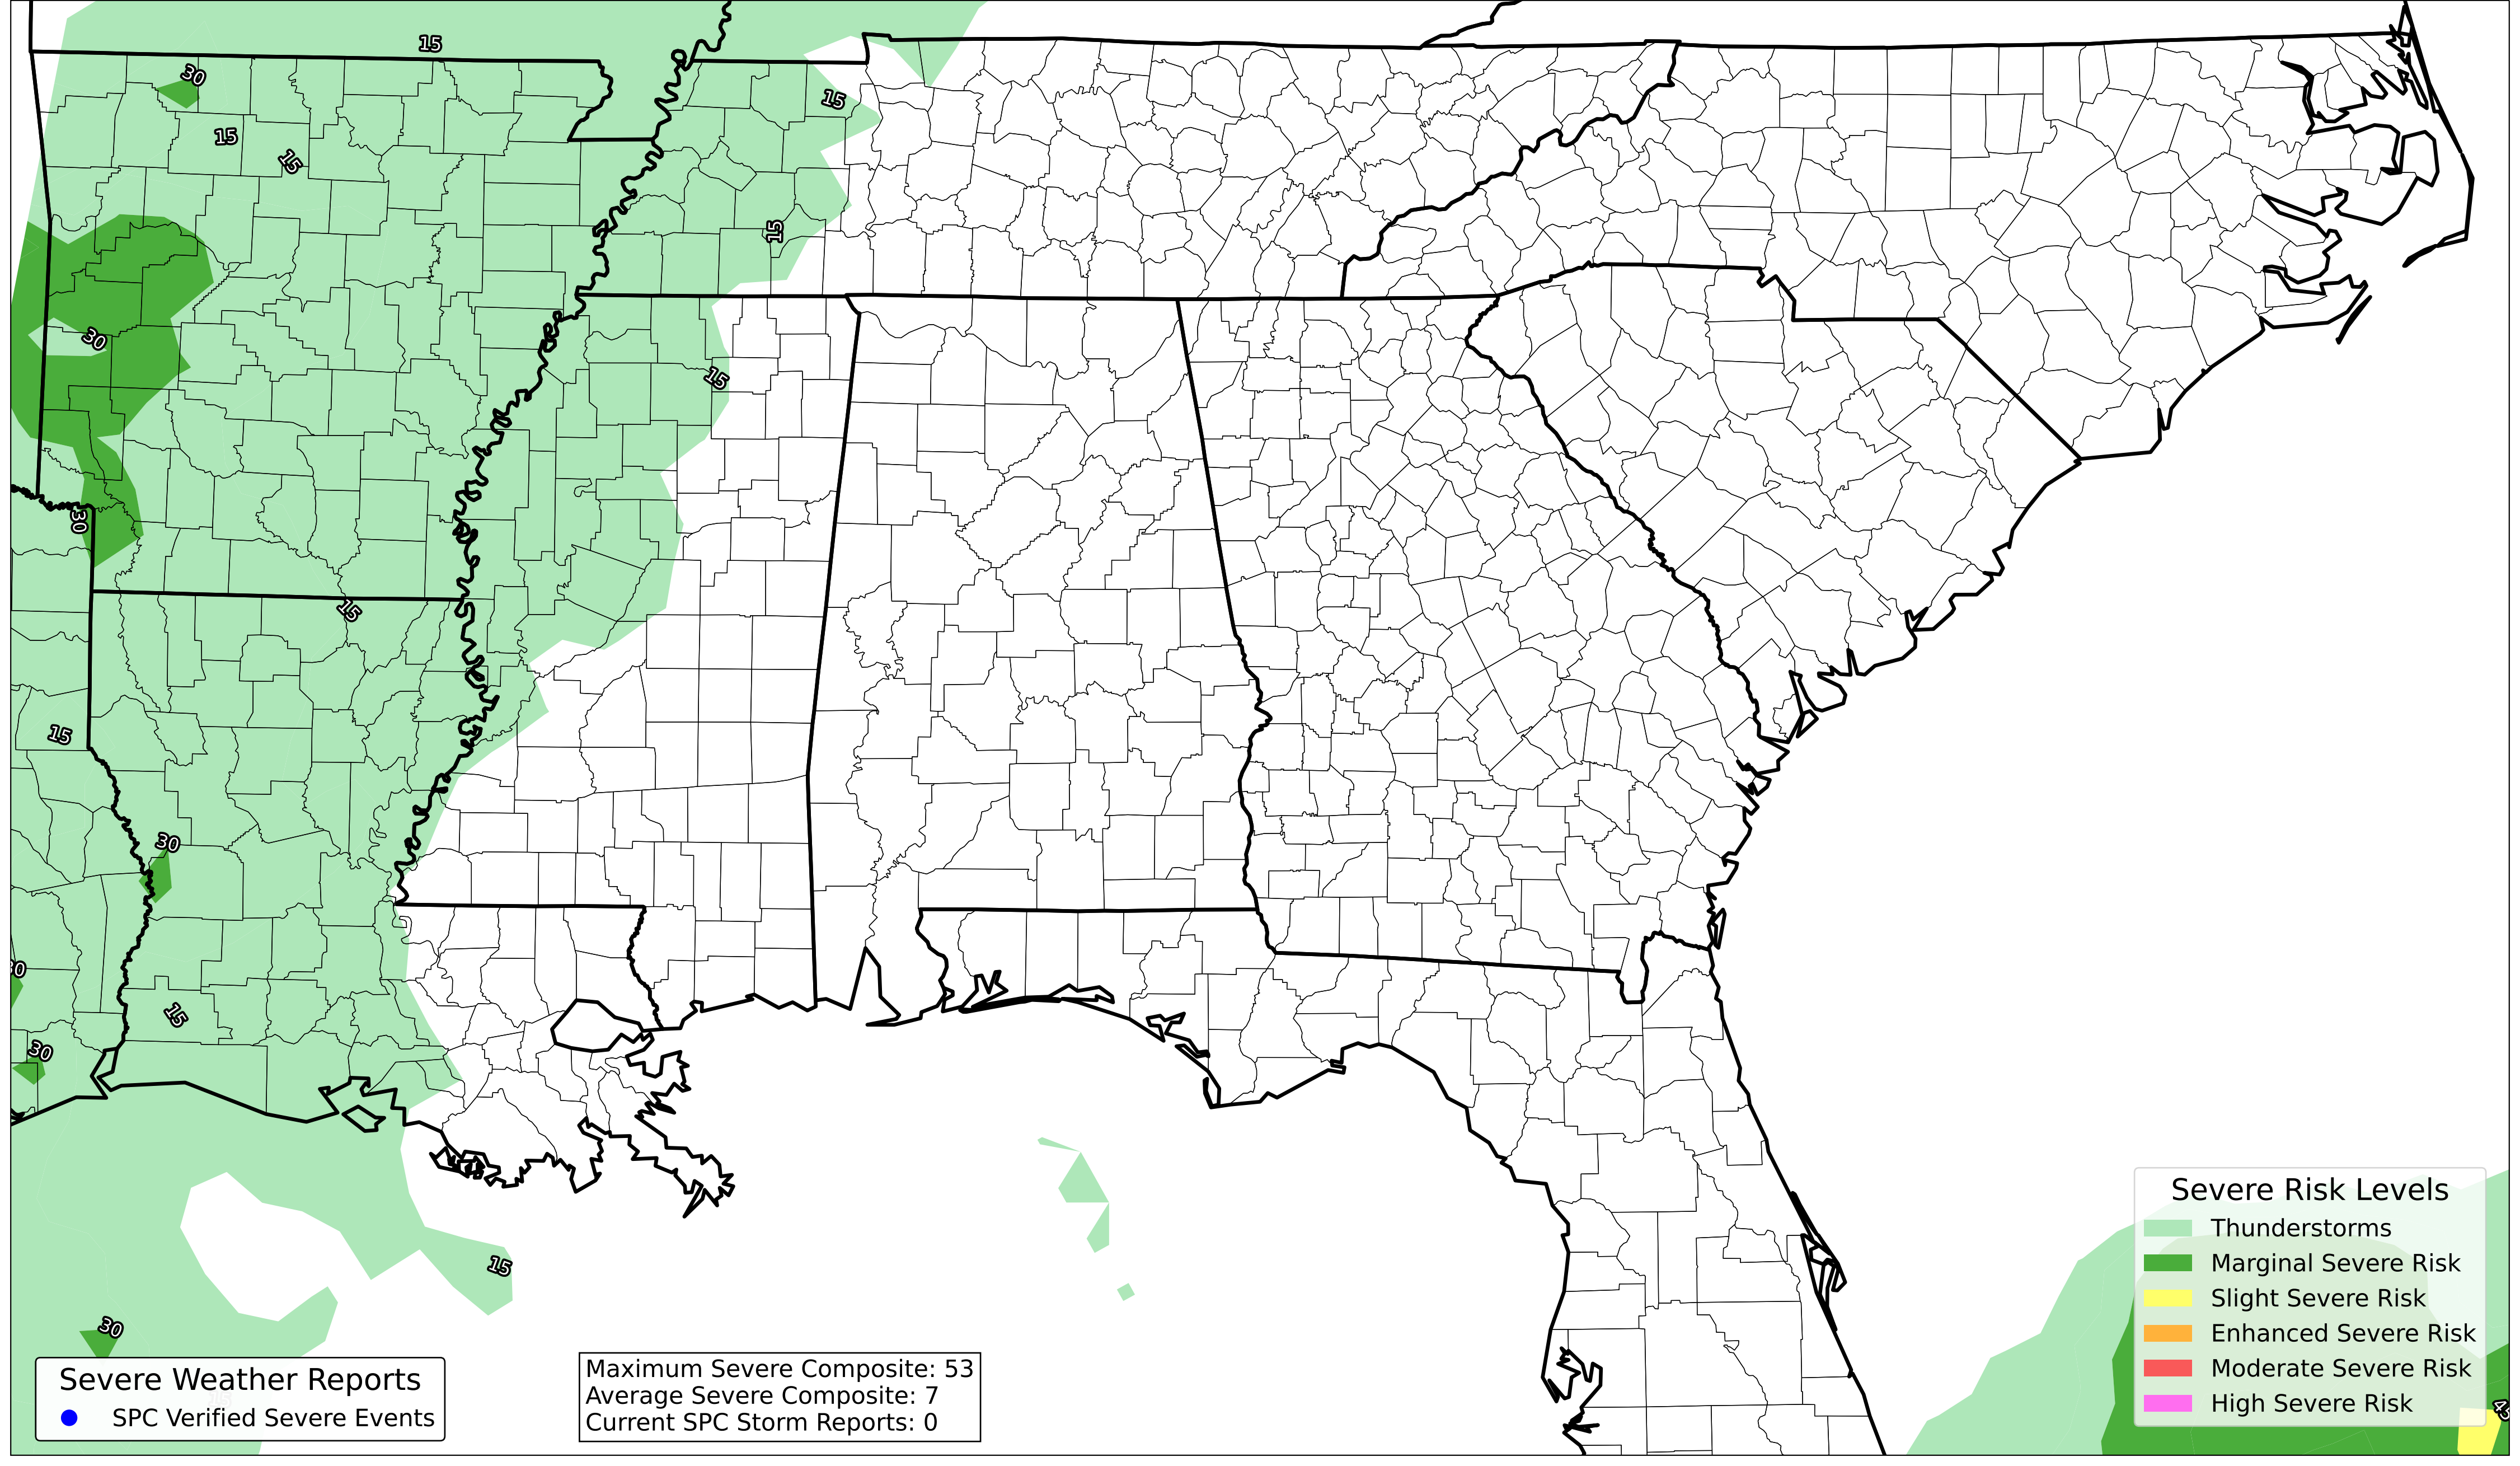 15
30
15
15
15
15
30
15
30
15
15
30
30
15
30
15
30
45
Severe Risk Levels
Thunderstorms
Marginal Severe Risk
Slight Severe Risk
Enhanced Severe Risk
Moderate Severe Risk
High Severe Risk
Severe Weather Reports
SPC Verified Severe Events
Maximum Severe Composite: 53
Average Severe Composite: 7
Current SPC Storm Reports: 0